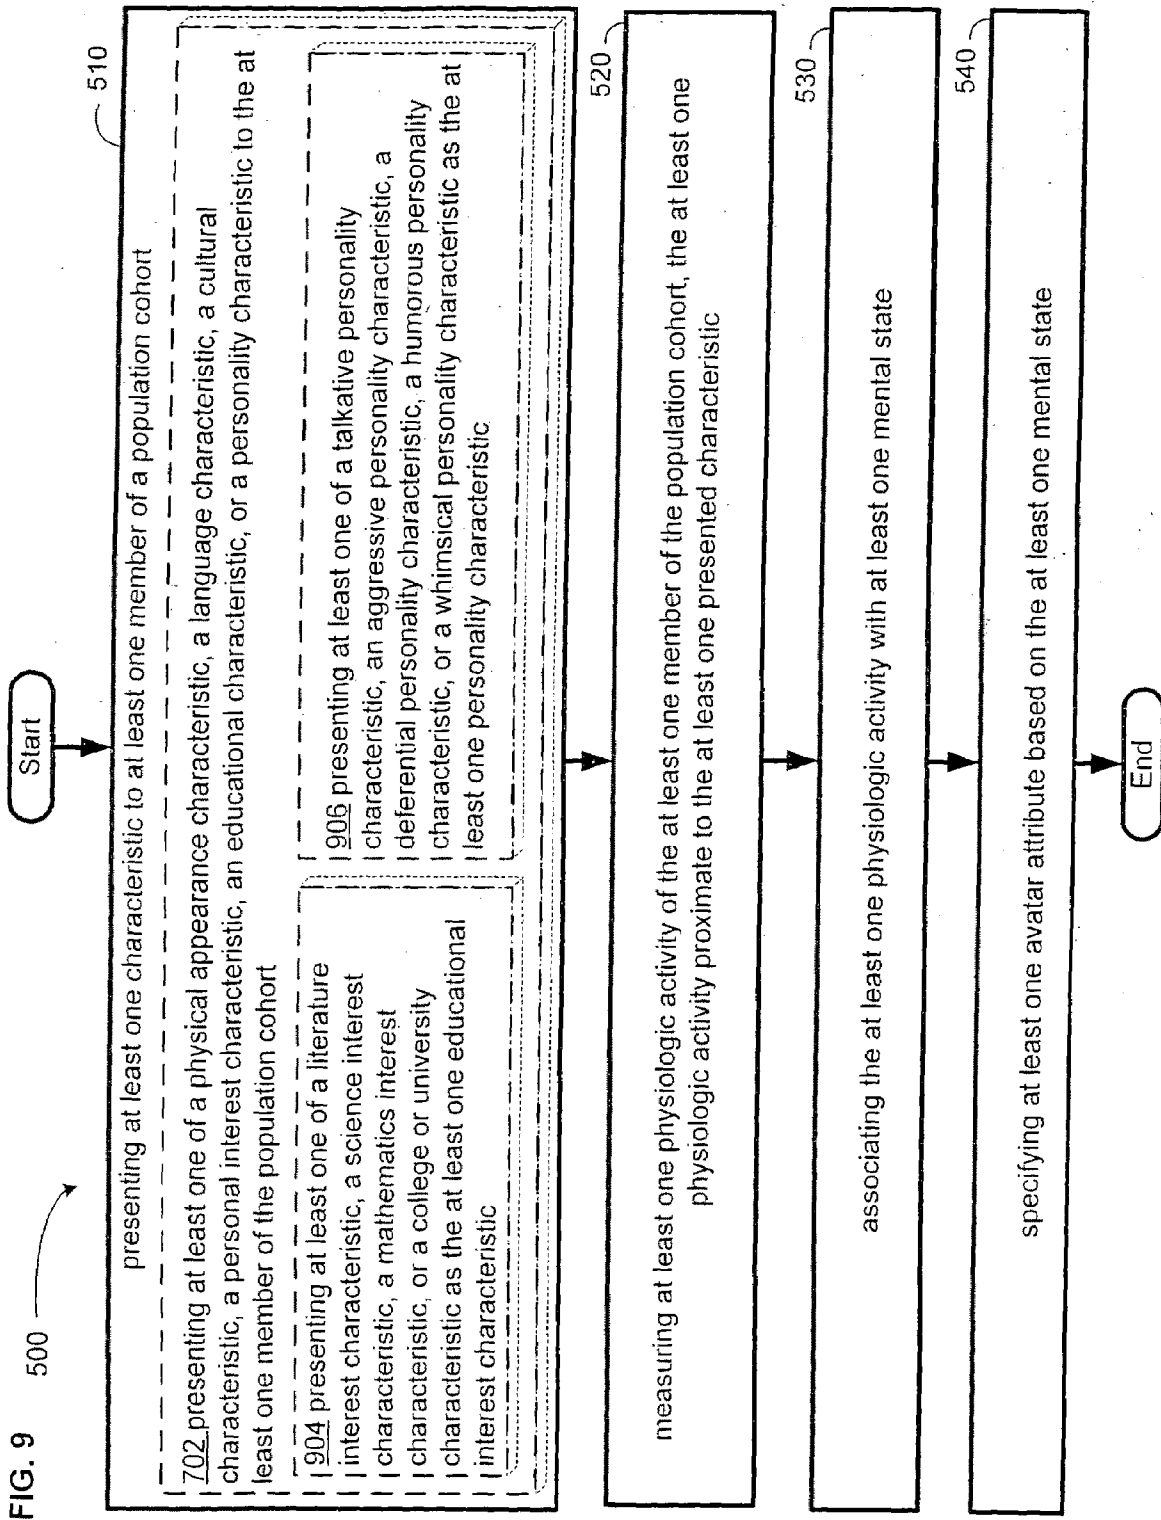 FIG. 9
500
Start
510
presenting at least one characteristic to at least one member of a population cohort
702 presenting at least one of a physical appearance characteristic, a language characteristic, a cultural
characteristic, a personal interest characteristic, an educational characteristic, or a personality characteristic to the at
least one member of the population cohort
904 presenting at least one of a literature
interest characteristic, a science interest
characteristic, a mathematics interest
characteristic, or a college or university
characteristic as the at least one educational
interest characteristic
906 presenting at least one of a talkative personality
characteristic, an aggressive personality characteristic, a
deferential personality characteristic, a humorous personality
characteristic, or a whimsical personality characteristic as the at
least one personality characteristic
520
measuring at least one physiologic activity of the at least one member of the population cohort, the at least one
physiologic activity proximate to the at least one presented characteristic
530
associating the at least one physiologic activity with at least one mental state
540
specifying at least one avatar attribute based on the at least one mental state
End